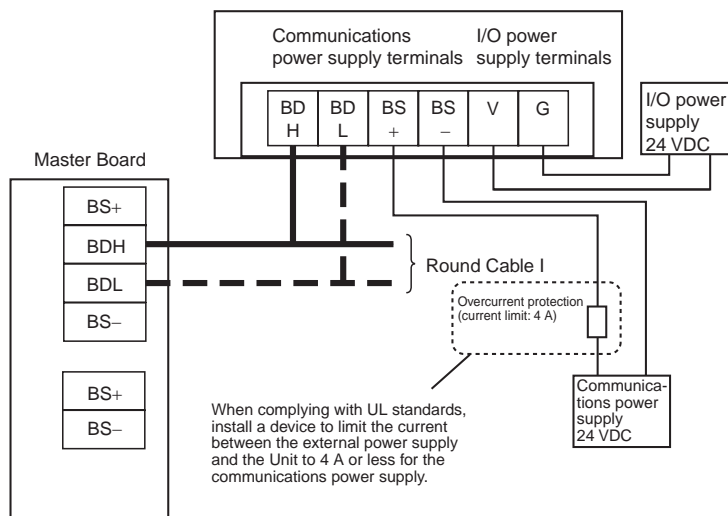 Communications
power supply terminals
I/O power
supply terminals
BD
H
BD
L
BS
+
BS
−
V
G
I/O power
supply
24 VDC
Master Board
BS+
BDH
BDL
BS−
BS+
BS−
Round Cable I
Overcurrent protection
(current limit: 4 A)
Communica-
tions power
supply
24 VDC
When complying with UL standards,
install a device to limit the current
between the external power supply
and the Unit to 4 A or less for the
communications power supply.